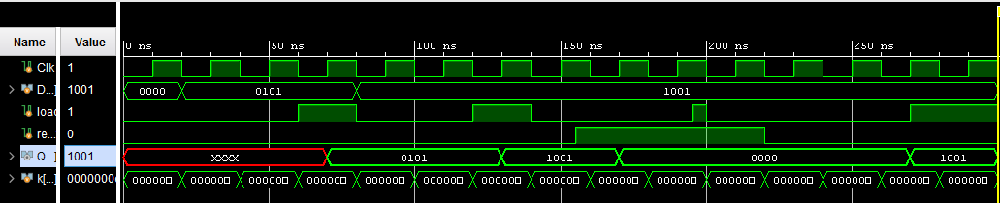 Name Value 0 ns 50 ns 100 ns 150 ns 200 ns 250 ns
Clk 1
D...] 1001 0000 0101 1001
load 1
re... 0
Q...] 1001 XXXX 0101 1001 0000 1001
k[...] 0000000 000000 000000 000000 000000 000000 000000 000000 000000 000000 000000 000000 000000 000000 000000 000000